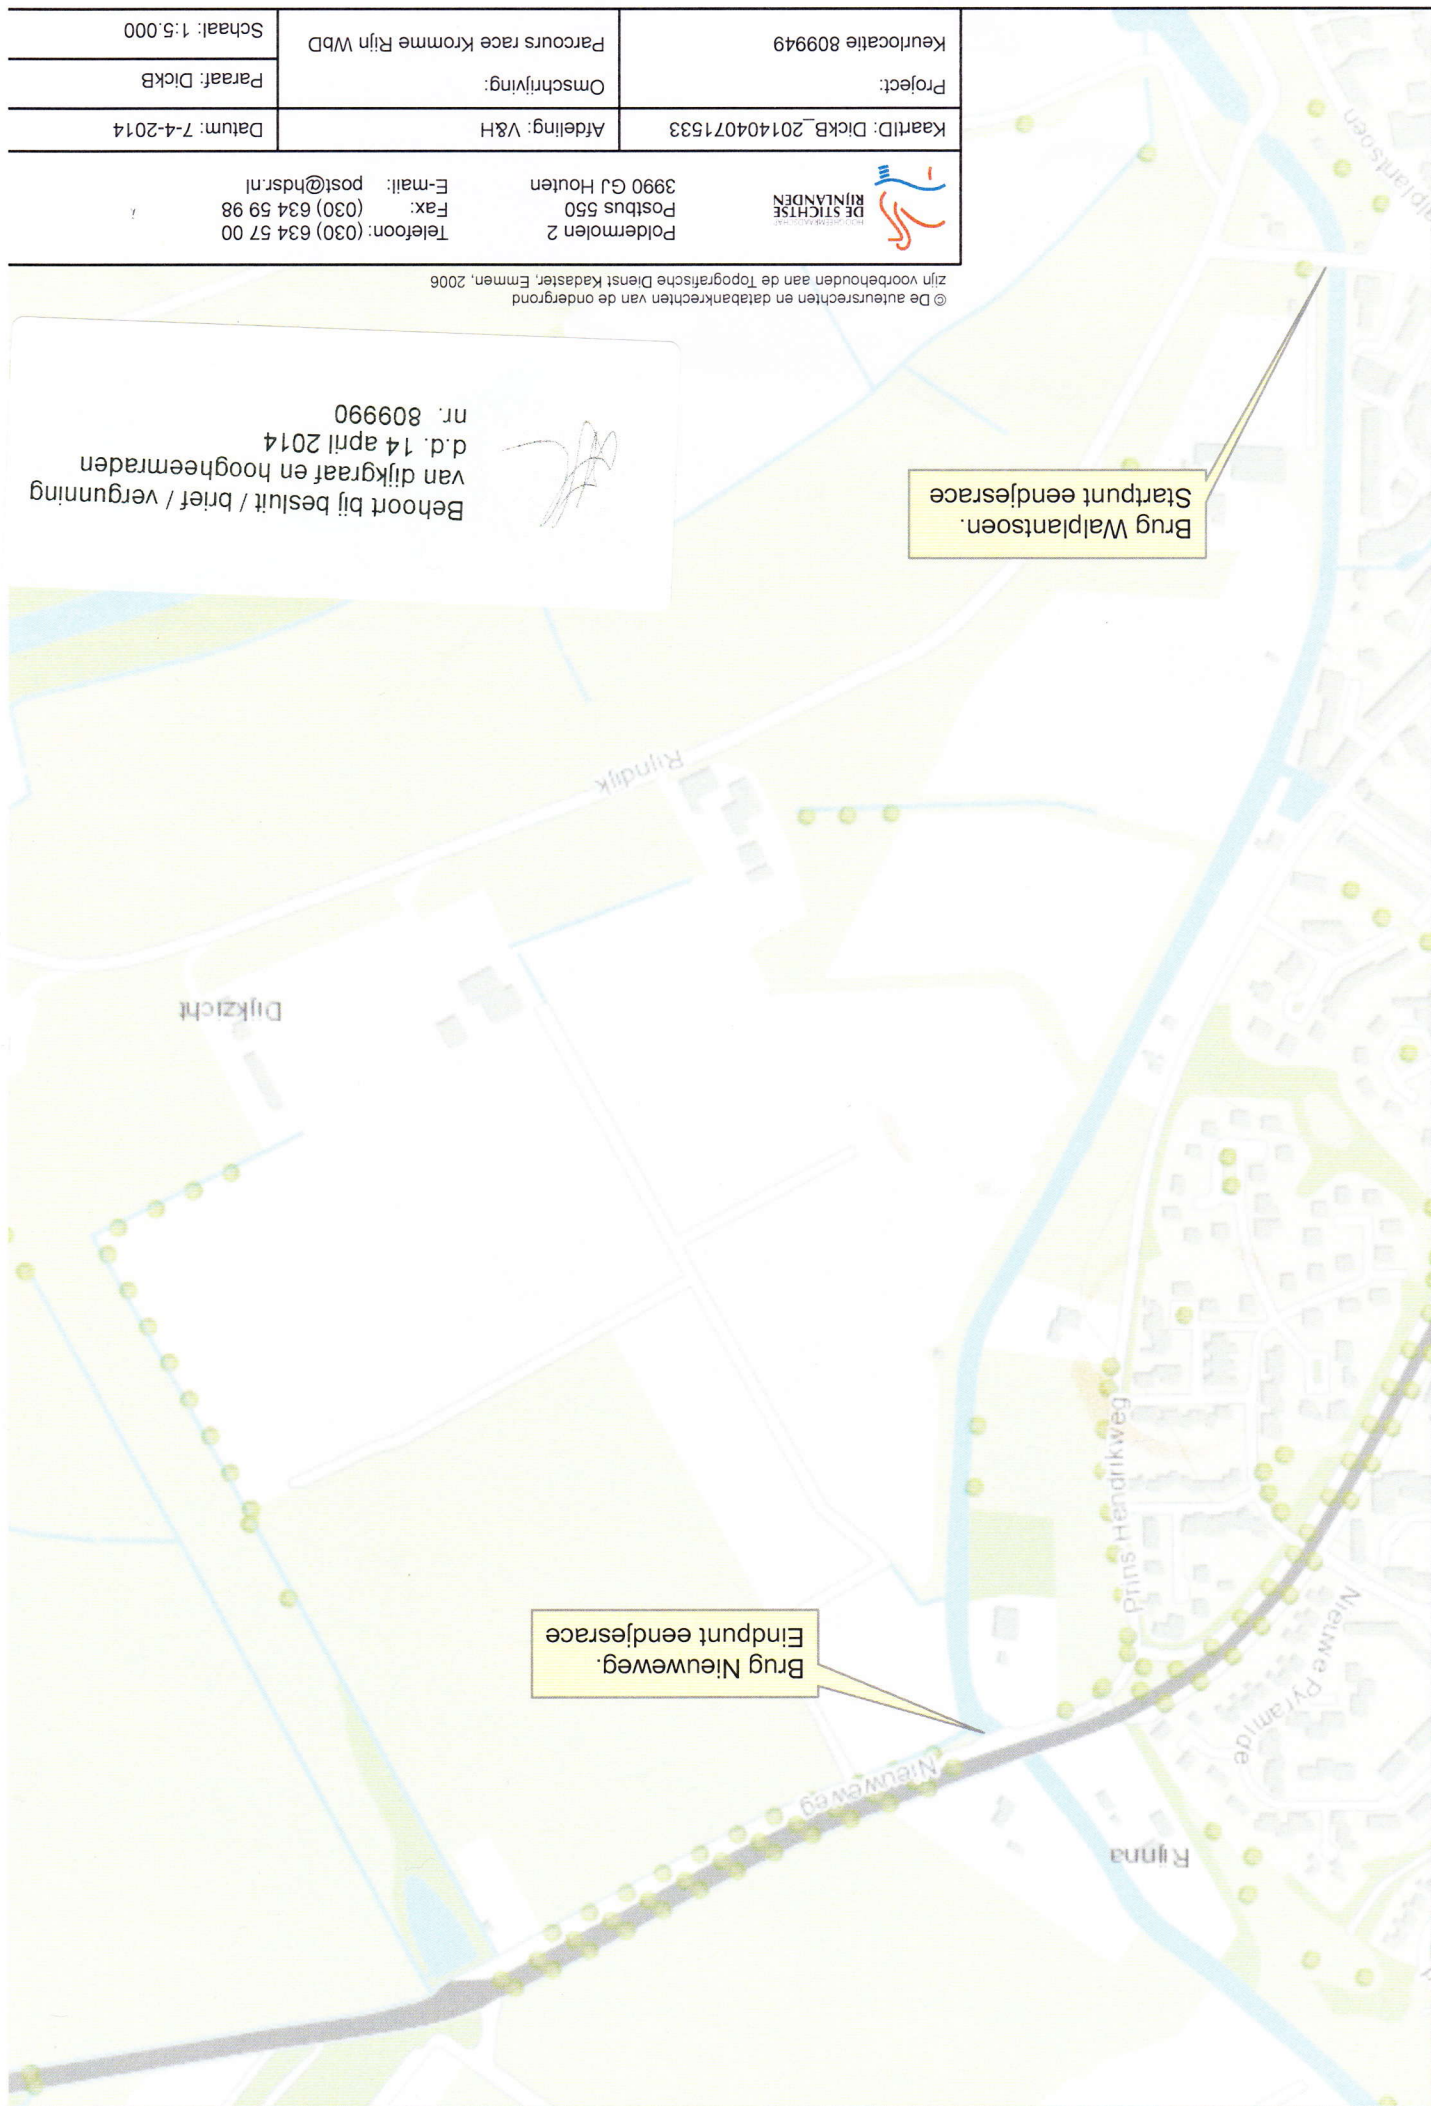 Rijnna
Nieuweweg
Nieuwe Pyramide
Brug Nieuweweg.
Eindpunt eendjesrace
Prins Hendrikweg
Dijkzicht
Rijndijk
Brug Walplantsoen.
Startpunt eendjesrace
Behoort bij besluit / brief / vergunning
van dijkgraaf en hoogheemraden
d.d. 14 april 2014
nr. 809990
© De auteursrechten en databankrechten van de ondergrond
zijn voorbehouden aan de Topografische Dienst Kadaster, Emmen, 2006
HOOGHEEMRAADSCHAP
DE STICHTSE
RIJNLANDEN
Poldermolen 2
Postbus 550
3990 GJ Houten
Telefoon: (030) 634 57 00
Fax: (030) 634 59 98
E-mail: post@hdsr.nl
KaartID: DickB_201404071533
Afdeling: V&H
Datum: 7-4-2014
Project:
Keurlocatie 809949
Omschrijving:
Parcours race Kromme Rijn WbD
Paraaf: DickB
Schaal: 1:5.000